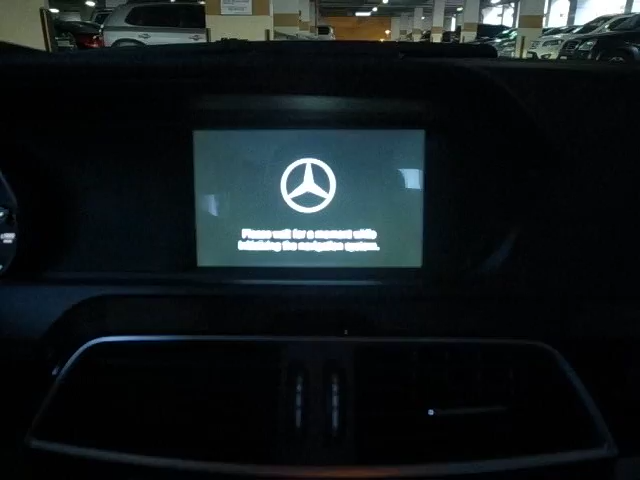 Please wait for a moment while
initializing the navigation system.